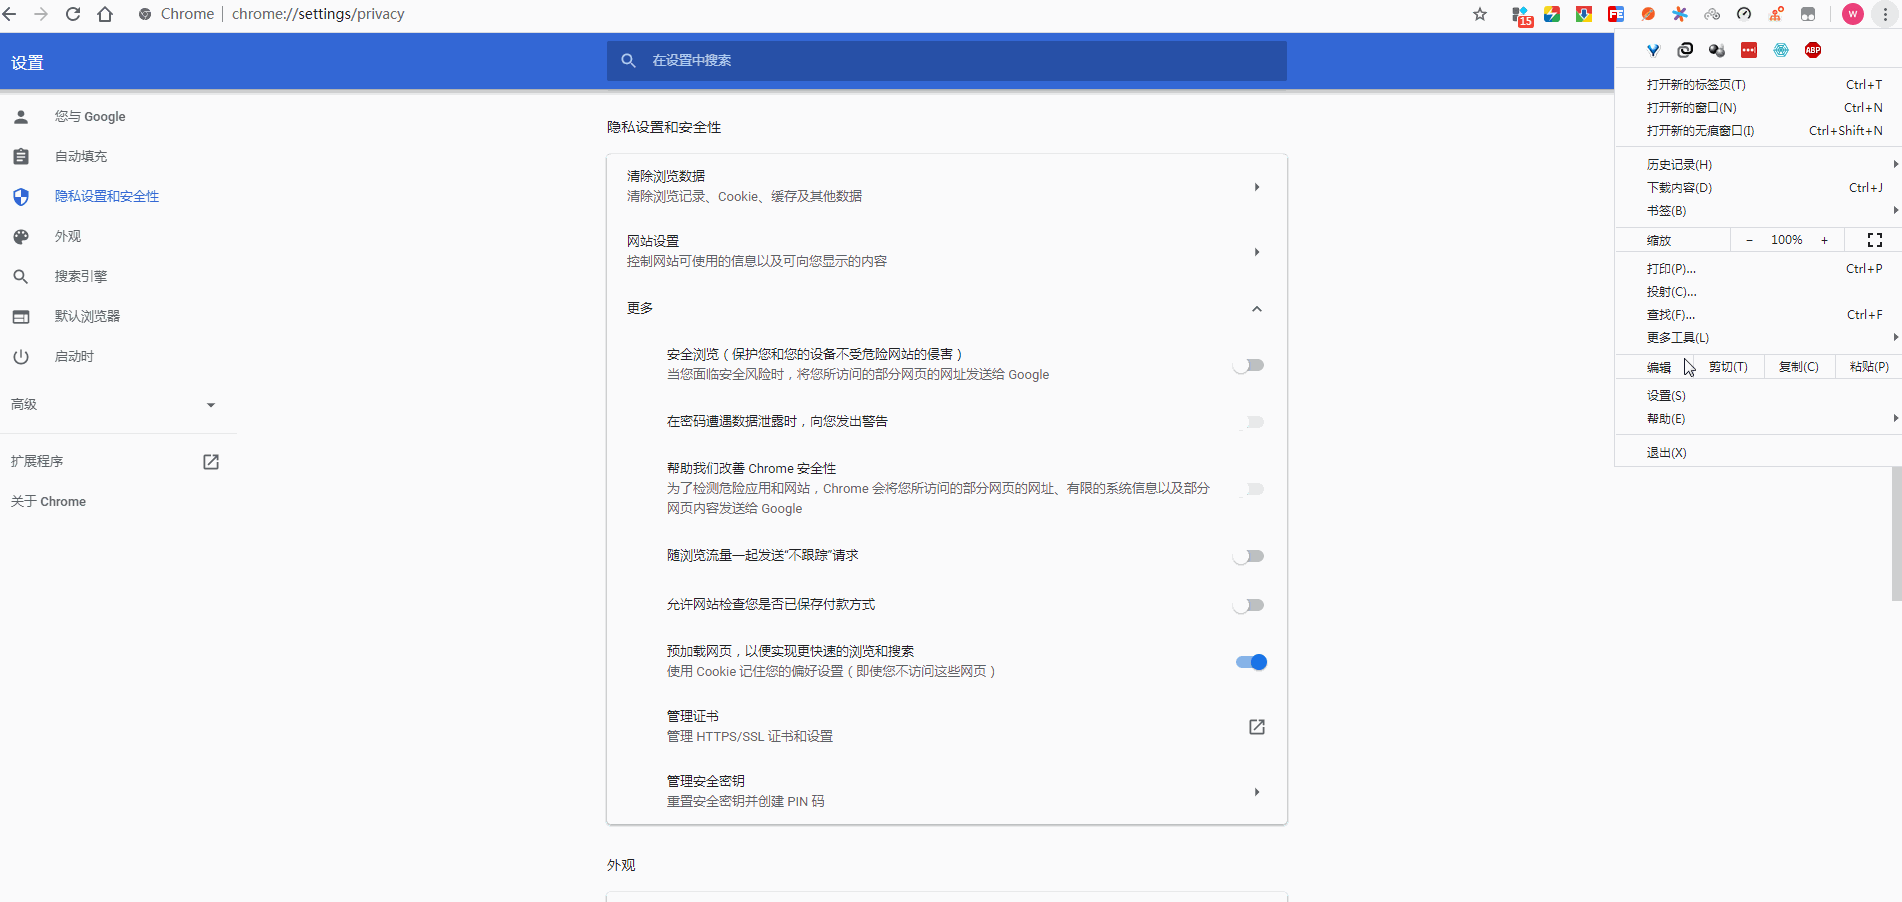 Chrome | chrome://settings/privacy
15
W
设置
在设置中搜索
您与 Google
自动填充
隐私设置和安全性
外观
搜索引擎
默认浏览器
启动时
高级
扩展程序
关于 Chrome
隐私设置和安全性
清除浏览数据
清除浏览记录、Cookie、缓存及其他数据
网站设置
控制网站可使用的信息以及可向您显示的内容
更多
安全浏览（保护您和您的设备不受危险网站的侵害）
当您面临安全风险时，将您所访问的部分网页的网址发送给 Google
在密码遭遇数据泄露时，向您发出警告
帮助我们改善 Chrome 安全性
为了检测危险应用和网站，Chrome 会将您所访问的部分网页的网址、有限的系统信息以及部分
网页内容发送给 Google
随浏览流量一起发送“不跟踪”请求
允许网站检查您是否已保存付款方式
预加载网页，以便实现更快速的浏览和搜索
使用 Cookie 记住您的偏好设置（即使您不访问这些网页）
管理证书
管理 HTTPS/SSL 证书和设置
管理安全密钥
重置安全密钥并创建 PIN 码
外观
ABP
打开新的标签页(T) Ctrl+T
打开新的窗口(N) Ctrl+N
打开新的无痕窗口(I) Ctrl+Shift+N
历史记录(H)
下载内容(D) Ctrl+J
书签(B)
缩放 − 100% +
打印(P)... Ctrl+P
投射(C)...
查找(F)... Ctrl+F
更多工具(L)
编辑 剪切(T) 复制(C) 粘贴(P)
设置(S)
帮助(E)
退出(X)